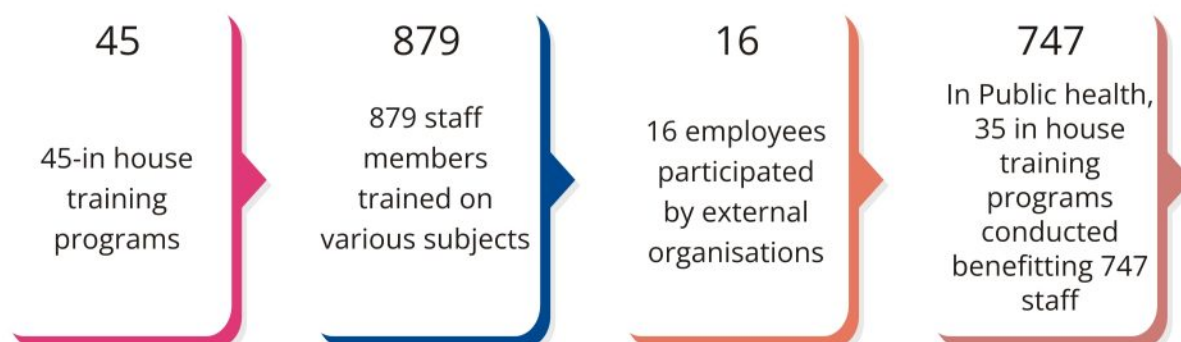 45
45-in house
training
programs
879
879 staff
members
trained on
various subjects
16
16 employees
participated
by external
organisations
747
In Public health,
35 in house
training
programs
conducted
benefitting 747
staff